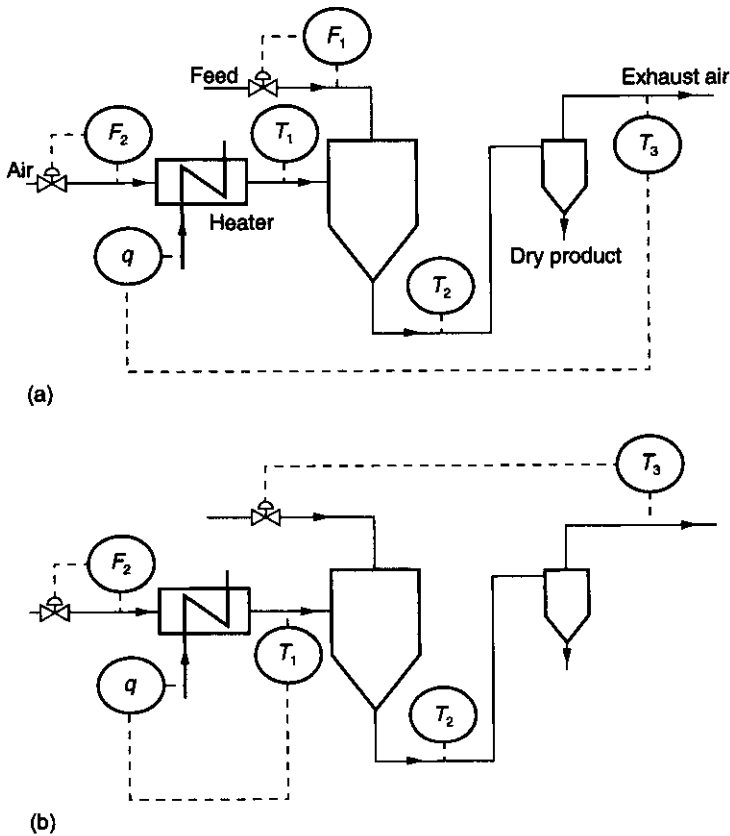 F₁
Feed
Exhaust air
F₂
T₁
T₃
Air
Heater
q
Dry product
T₂
(a)
T₃
F₂
T₁
q
T₂
(b)